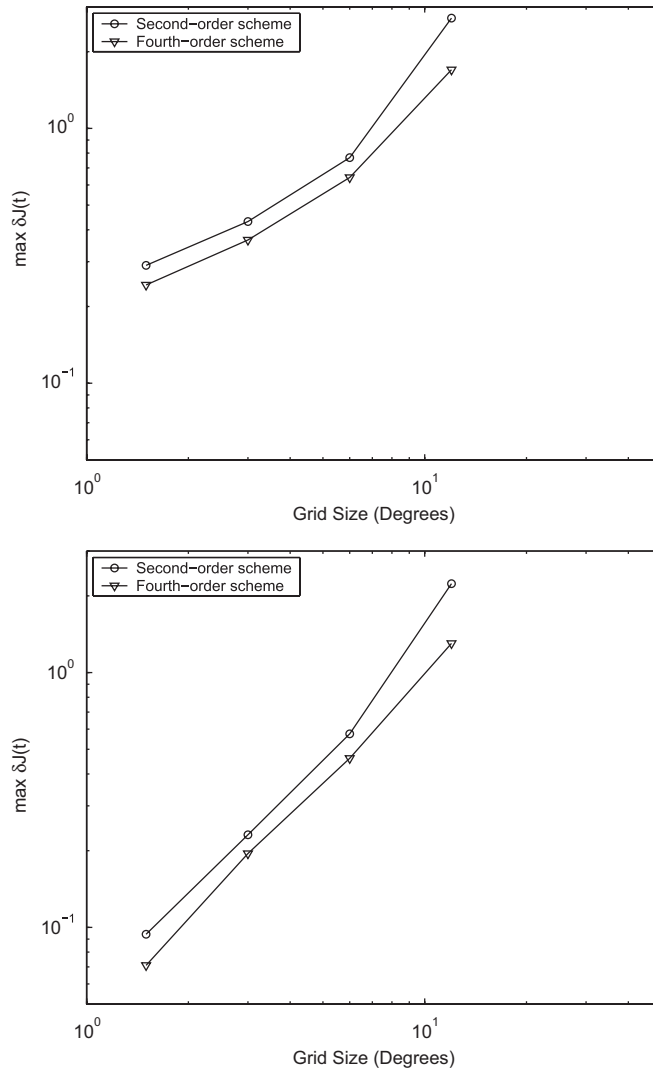 Second−order scheme
Fourth−order scheme
max δJ(t)
10^0
10^−1
10^0
10^1
Grid Size (Degrees)
Second−order scheme
Fourth−order scheme
max δJ(t)
10^0
10^−1
10^0
10^1
Grid Size (Degrees)